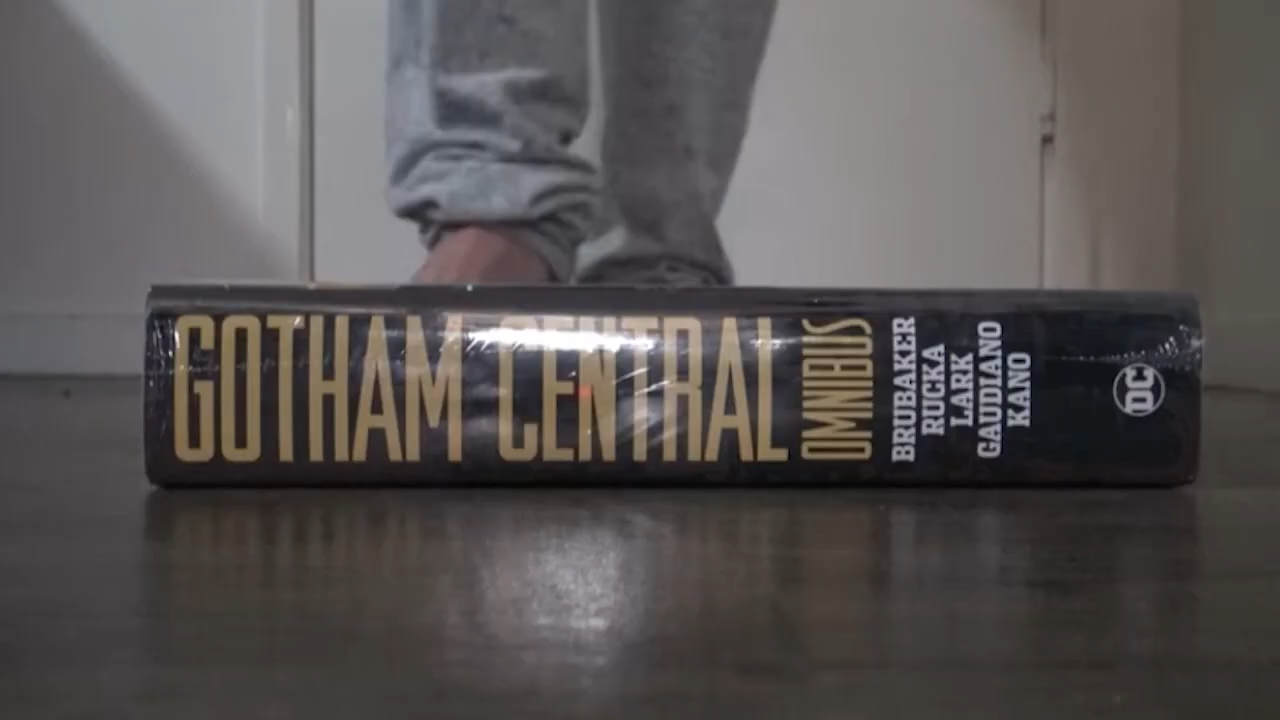 GOTHAM CENTRAL
OMNIBUS
BRUBAKER
RUCKA
LARK
GAUDIANO
KANO
DC